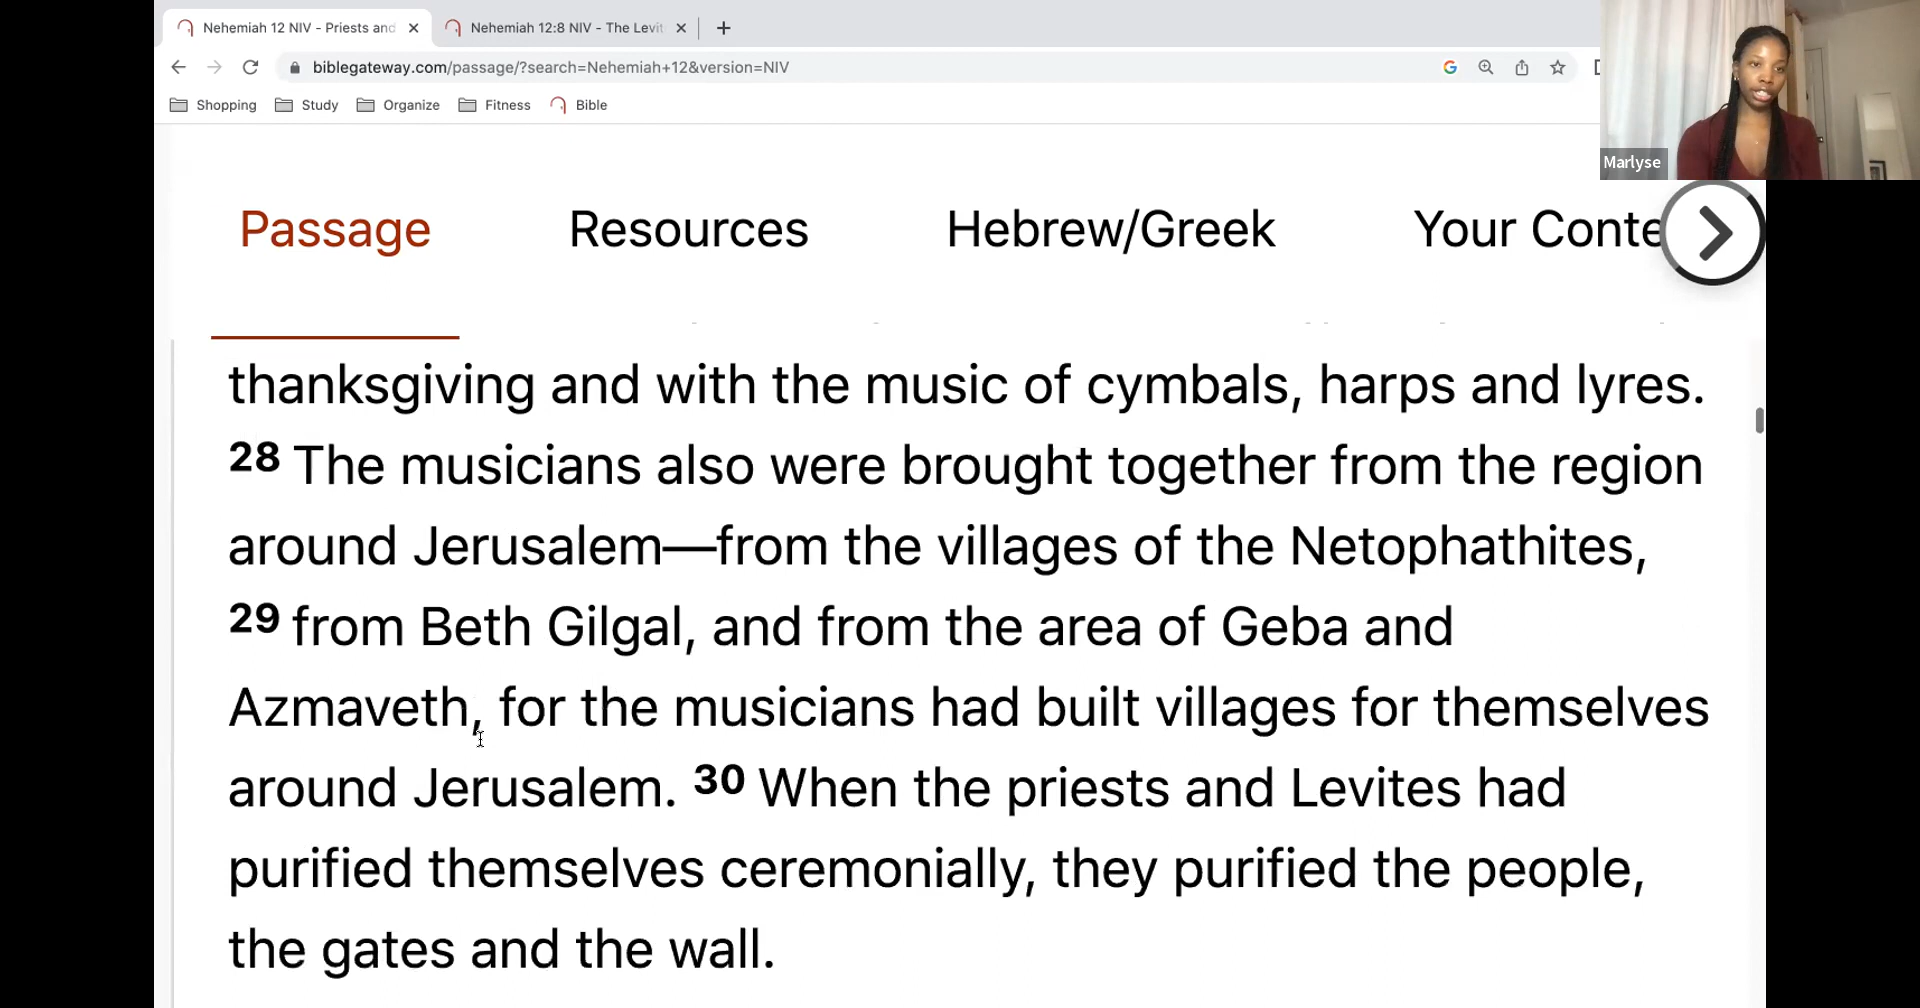 Nehemiah 12 NIV - Priests and
Nehemiah 12:8 NIV - The Levit
biblegateway.com/passage/?search=Nehemiah+12&version=NIV
Shopping
Study
Organize
Fitness
Bible
Marlyse
Passage
Resources
Hebrew/Greek
Your Conte
thanksgiving and with the music of cymbals, harps and lyres.
28 The musicians also were brought together from the region
around Jerusalem—from the villages of the Netophathites,
29 from Beth Gilgal, and from the area of Geba and
Azmaveth, for the musicians had built villages for themselves
around Jerusalem. 30 When the priests and Levites had
purified themselves ceremonially, they purified the people,
the gates and the wall.